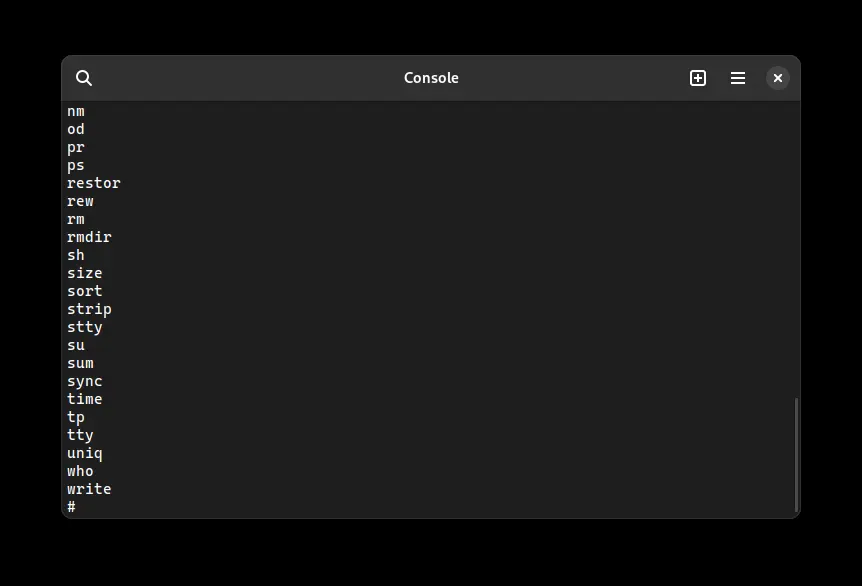 Console
nm
od
pr
ps
restor
rew
rm
rmdir
sh
size
sort
strip
stty
su
sum
sync
time
tp
tty
uniq
who
write
#